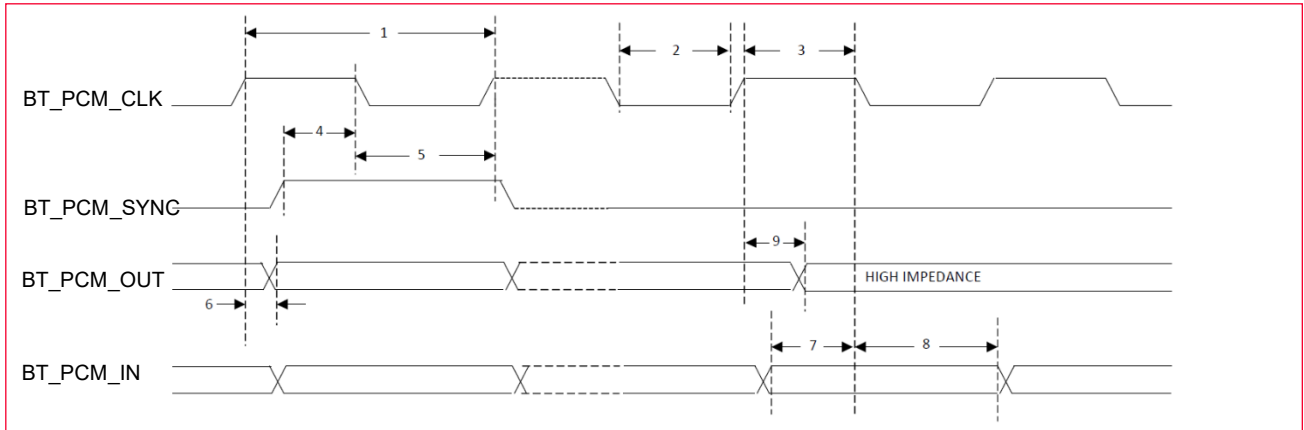 1
2
3
BT_PCM_CLK
4
5
BT_PCM_SYNC
9
BT_PCM_OUT
HIGH IMPEDANCE
6
7
8
BT_PCM_IN